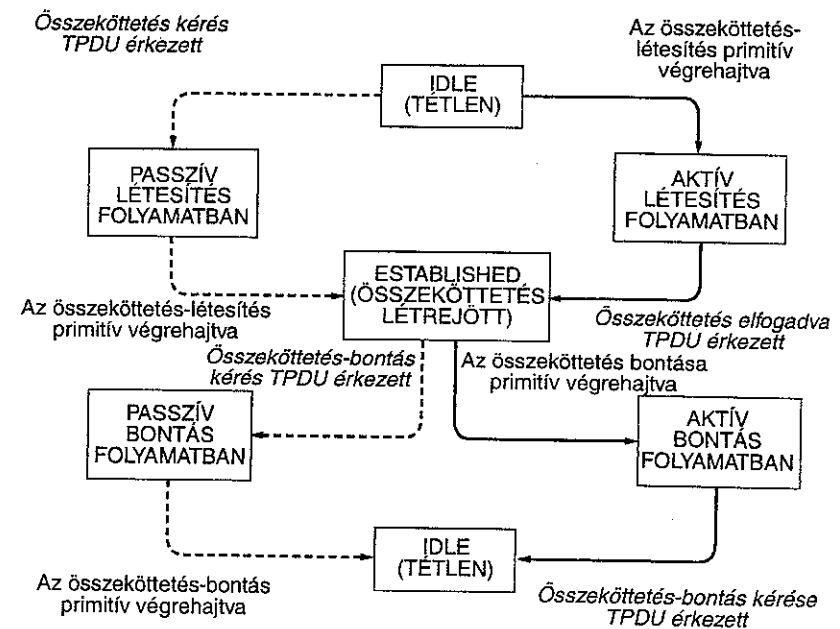 Összeköttetés kérés
TPDU érkezett
Az összeköttetés-
létesítés primitív
végrehajtva
IDLE
(TÉTLEN)
PASSZÍV
LÉTESÍTÉS
FOLYAMATBAN
AKTÍV
LÉTESÍTÉS
FOLYAMATBAN
ESTABLISHED
(ÖSSZEKÖTTETÉS
LÉTREJÖTT)
Az összeköttetés-létesítés
primitív végrehajtva
Összeköttetés elfogadva
TPDU érkezett
Összeköttetés-bontás
kérés TPDU érkezett
Az összeköttetés bontása
primitív végrehajtva
PASSZÍV
BONTÁS
FOLYAMATBAN
AKTÍV
BONTÁS
FOLYAMATBAN
IDLE
(TÉTLEN)
Az összeköttetés-bontás
primitív végrehajtva
Összeköttetés-bontás kérése
TPDU érkezett